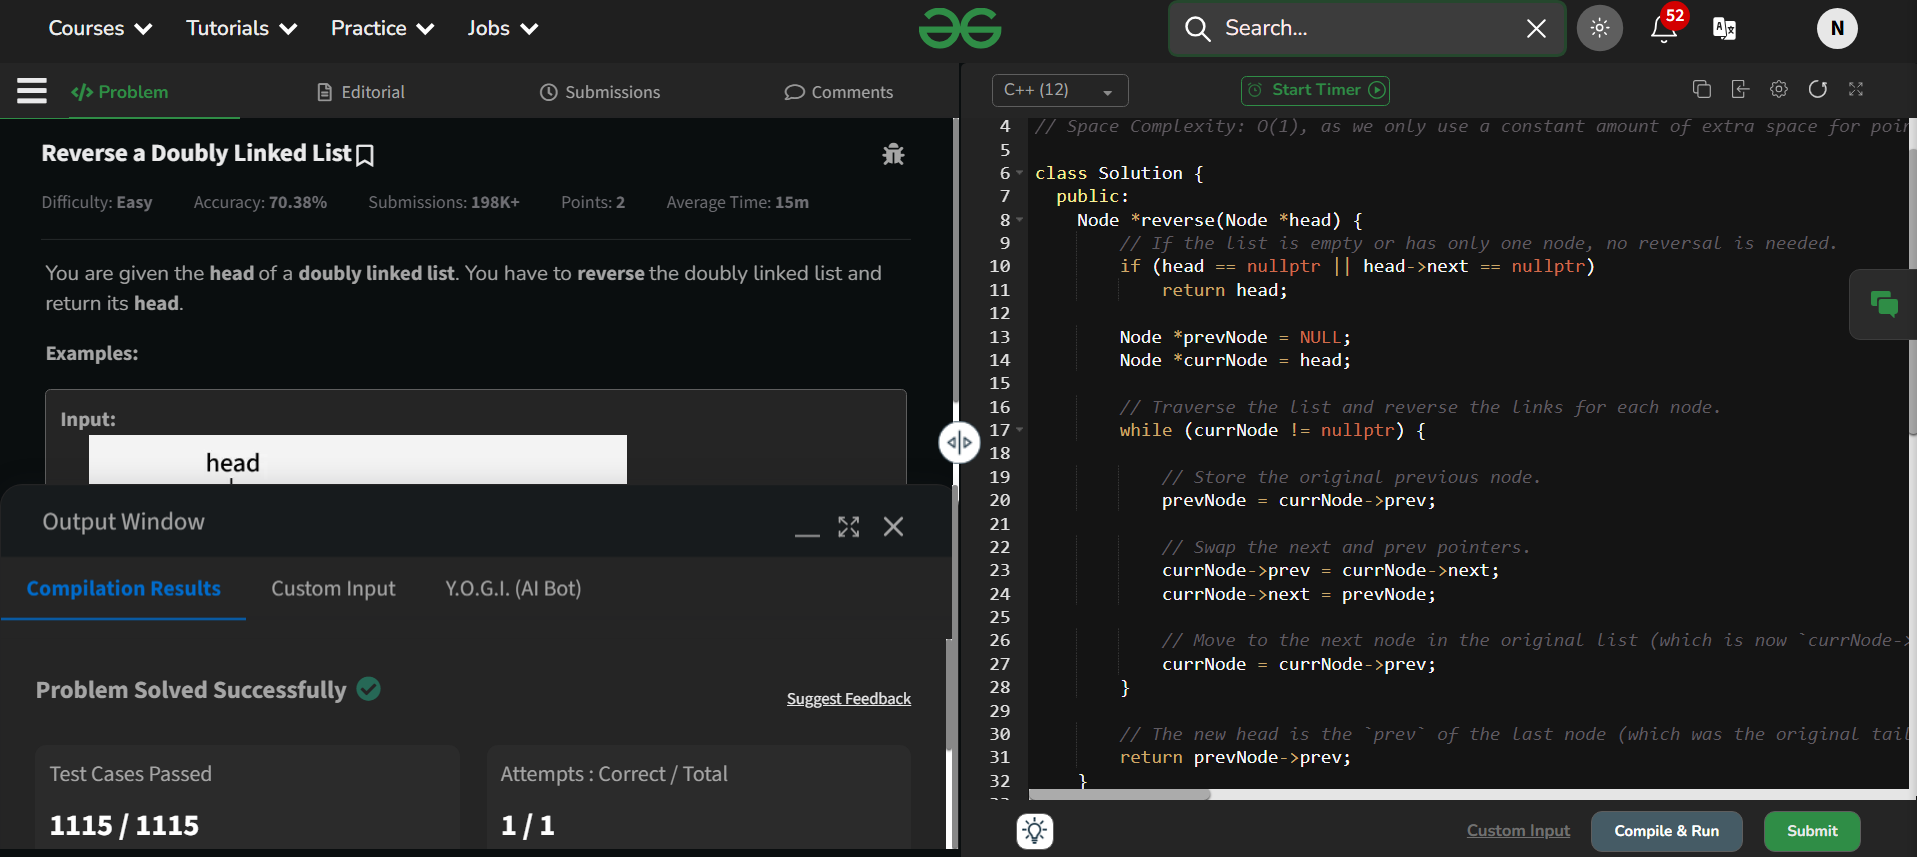 Courses Tutorials Practice Jobs Search... 52 N
Problem Editorial Submissions Comments
Reverse a Doubly Linked List
Difficulty: Easy Accuracy: 70.38% Submissions: 198K+ Points: 2 Average Time: 15m
You are given the head of a doubly linked list. You have to reverse the doubly linked list and
return its head.
Examples:
Input:
head
Output Window
Compilation Results Custom Input Y.O.G.I. (AI Bot)
Problem Solved Successfully
Suggest Feedback
Test Cases Passed
1115 / 1115
Attempts : Correct / Total
1 / 1
C++ (12) Start Timer
4 // Space Complexity: O(1), as we only use a constant amount of extra space for poin
5
6 class Solution {
7 public:
8 Node *reverse(Node *head) {
9 // If the list is empty or has only one node, no reversal is needed.
10 if (head == nullptr || head->next == nullptr)
11 return head;
12
13 Node *prevNode = NULL;
14 Node *currNode = head;
15
16 // Traverse the list and reverse the links for each node.
17 while (currNode != nullptr) {
18
19 // Store the original previous node.
20 prevNode = currNode->prev;
21
22 // Swap the next and prev pointers.
23 currNode->prev = currNode->next;
24 currNode->next = prevNode;
25
26 // Move to the next node in the original list (which is now `currNode->
27 currNode = currNode->prev;
28 }
29
30 // The new head is the `prev` of the last node (which was the original tail
31 return prevNode->prev;
32 }
Custom Input Compile & Run Submit